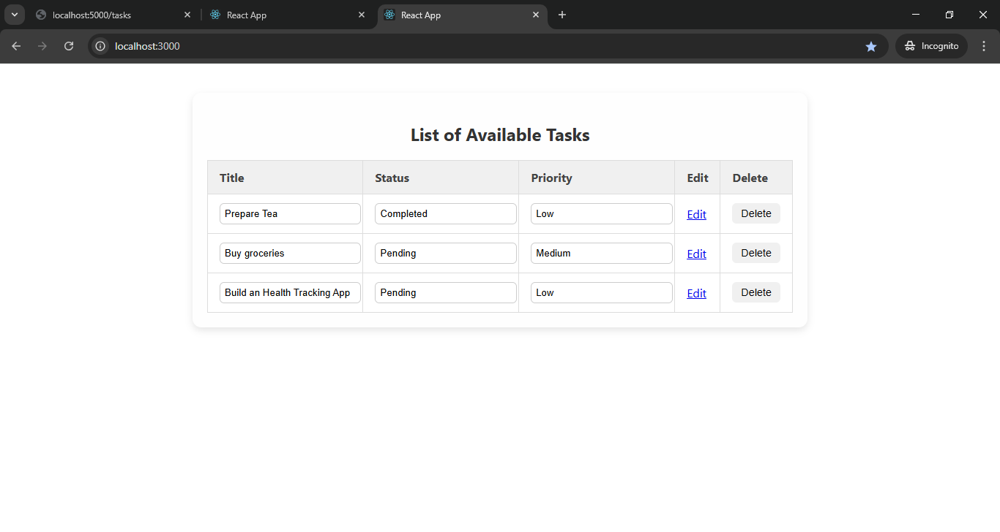 localhost:5000/tasks
React App
React App
localhost:3000
Incognito
List of Available Tasks
Title Status Priority Edit Delete
Prepare Tea Completed Low Edit Delete
Buy groceries Pending Medium Edit Delete
Build an Health Tracking App Pending Low Edit Delete